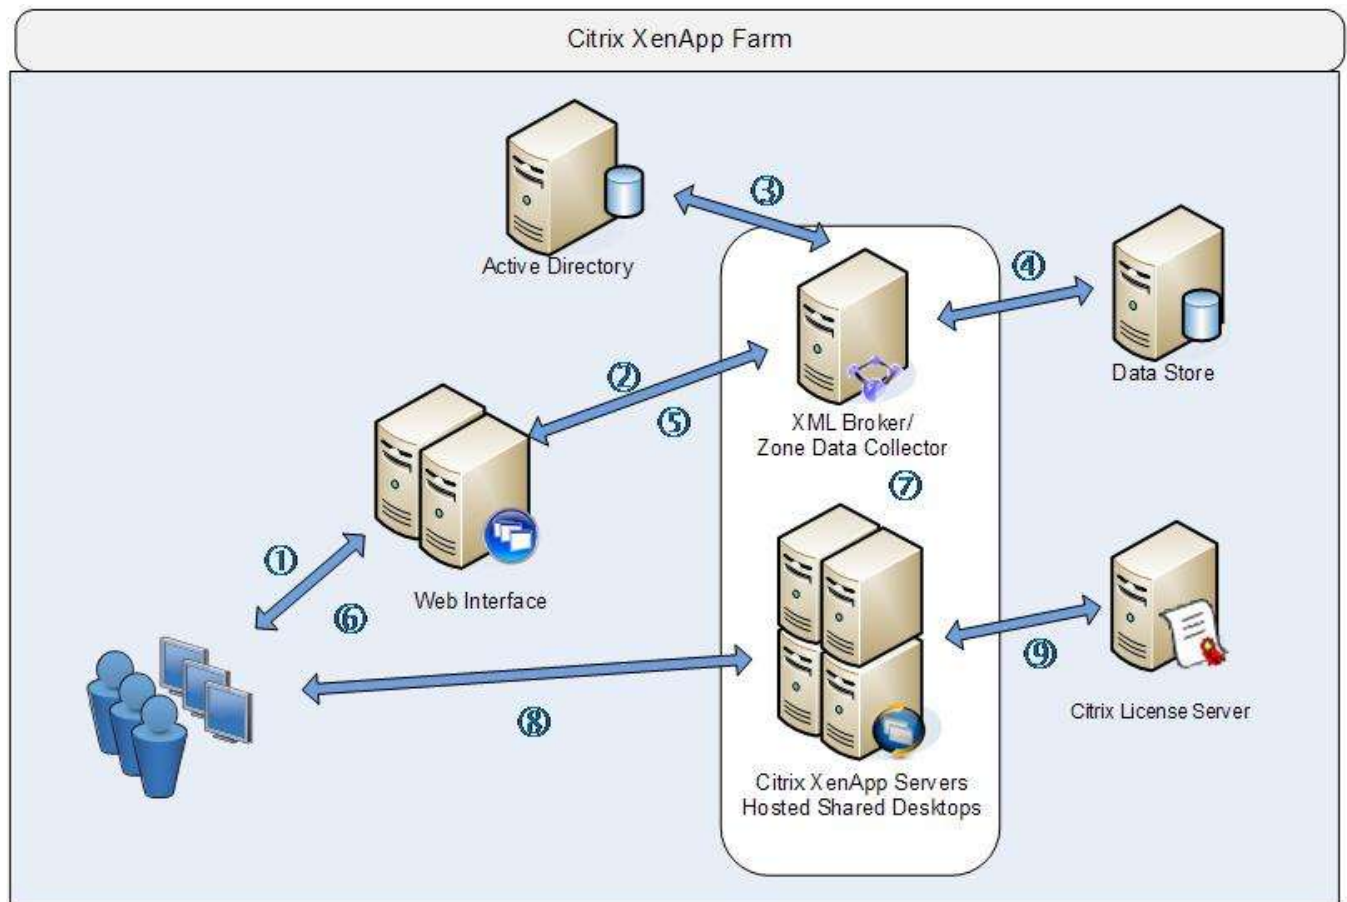 Citrix XenApp Farm
③
Active Directory
④
Data Store
②
⑤
XML Broker/
Zone Data Collector
⑦
①
⑥
Web Interface
⑨
Citrix License Server
⑧
Citrix XenApp Servers
Hosted Shared Desktops